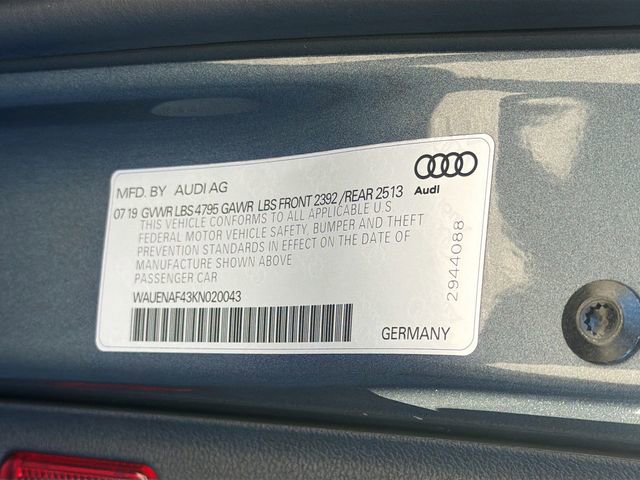 MFD. BY AUDI AG
Audi
07 19 GVWR LBS 4795 GAWR LBS FRONT 2392 /REAR 2513
THIS VEHICLE CONFORMS TO ALL APPLICABLE U.S.
FEDERAL MOTOR VEHICLE SAFETY, BUMPER AND THEFT
PREVENTION STANDARDS IN EFFECT ON THE DATE OF
MANUFACTURE SHOWN ABOVE
PASSENGER CAR
WAUENAF43KN020043
GERMANY
2944088